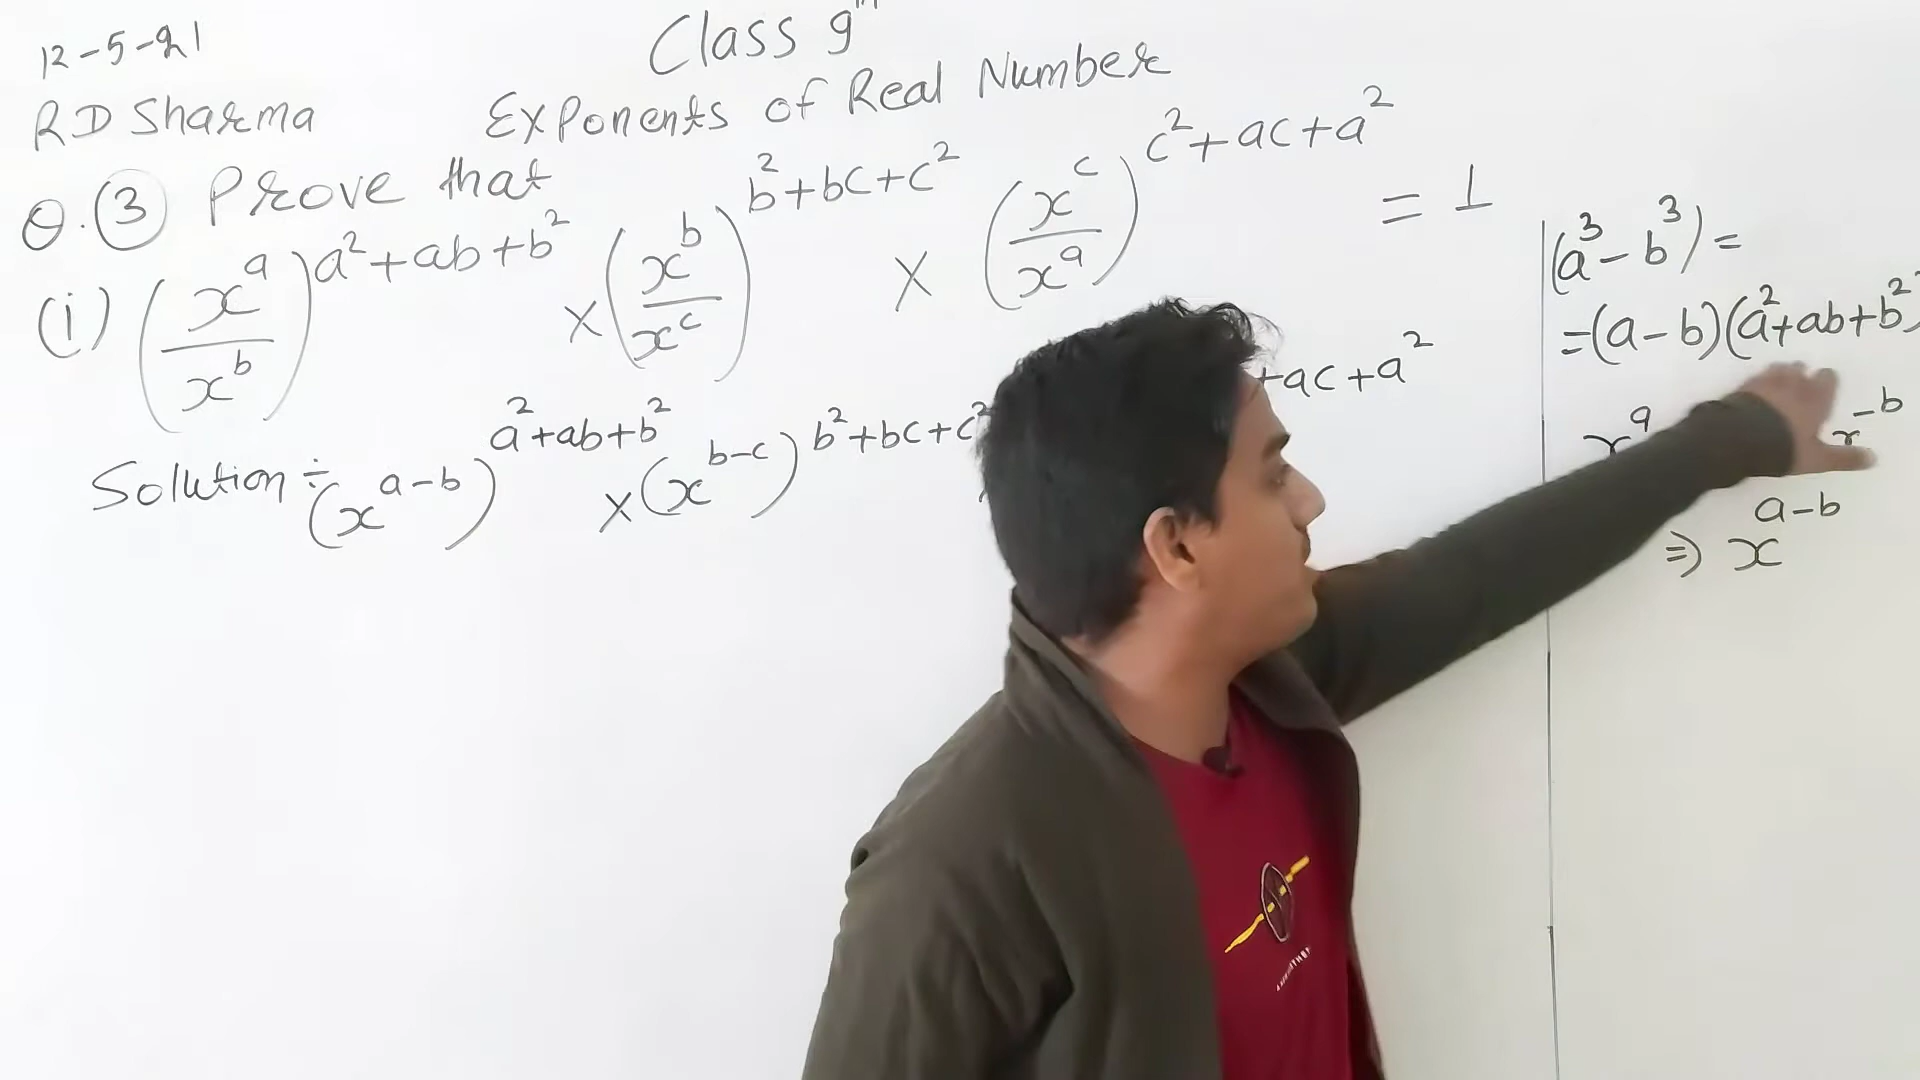 12-5-21
Class 9th
RD Sharma
Exponents of Real Number
Q.(3) Prove that
(i) (x^a/x^b)^a²+ab+b² × (x^b/x^c)^b²+bc+c² × (x^c/x^a)^c²+ac+a² = 1
Solution ÷ (x^a-b)^a²+ab+b² × (x^b-c)^b²+bc+c² +ac+a²
(a³-b³) =
=(a-b)(a²+ab+b²)
x^a x^-b
⇒ x^a-b